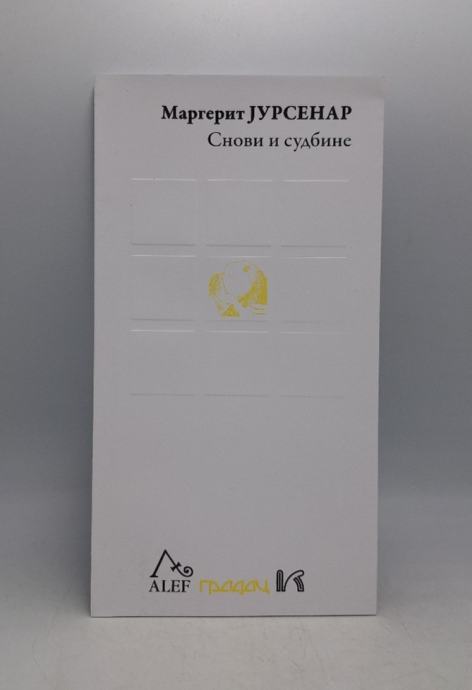 Маргерит ЈУРСЕНАР
Снови и судбине
ALEF градац K